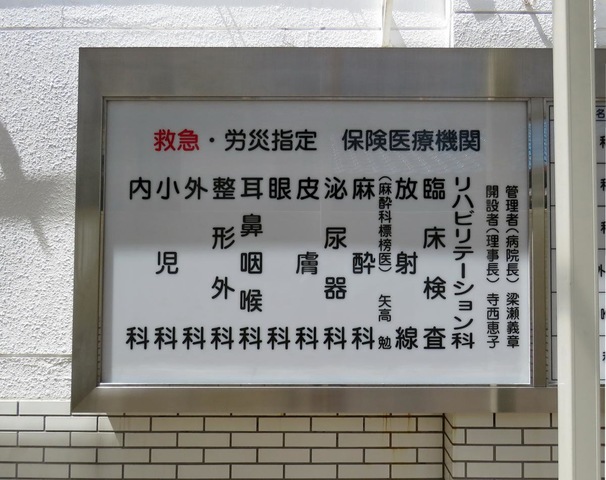 救急・労災指定　保険医療機関
管理者(病院長) 梁瀬義章
開設者(理事長) 寺西恵子
リハビリテーション科
臨床検査
放射線
(麻酔科標榜医) 矢高 勉
麻酔科
泌尿器科
皮膚科
眼科
耳鼻咽喉科
整形外科
外科
小児科
内科
名